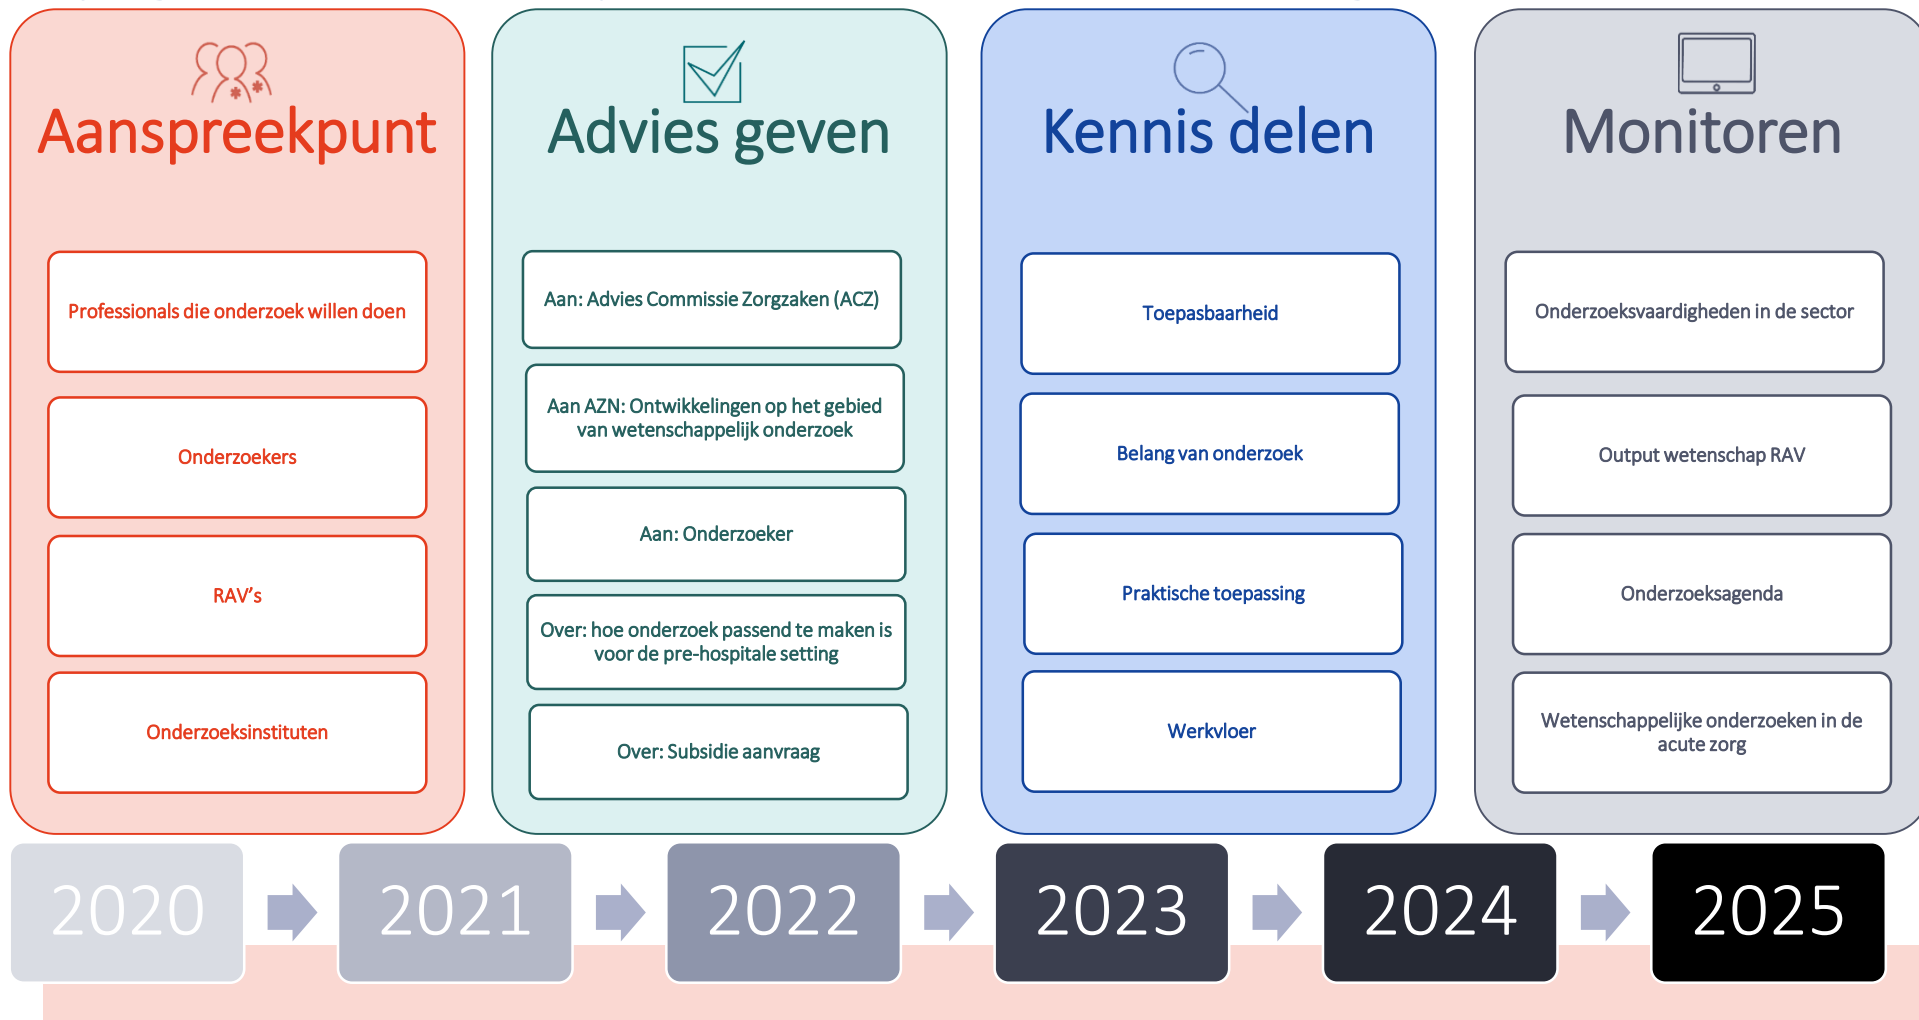 Aanspreekpunt
Professionals die onderzoek willen doen
Onderzoekers
RAV's
Onderzoeksinstituten
Advies geven
Aan: Advies Commissie Zorgzaken (ACZ)
Aan AZN: Ontwikkelingen op het gebied
van wetenschappelijk onderzoek
Aan: Onderzoeker
Over: hoe onderzoek passend te maken is
voor de pre-hospitale setting
Over: Subsidie aanvraag
Kennis delen
Toepasbaarheid
Belang van onderzoek
Praktische toepassing
Werkvloer
Monitoren
Onderzoeksvaardigheden in de sector
Output wetenschap RAV
Onderzoeksagenda
Wetenschappelijke onderzoeken in de
acute zorg
2020
2021
2022
2023
2024
2025